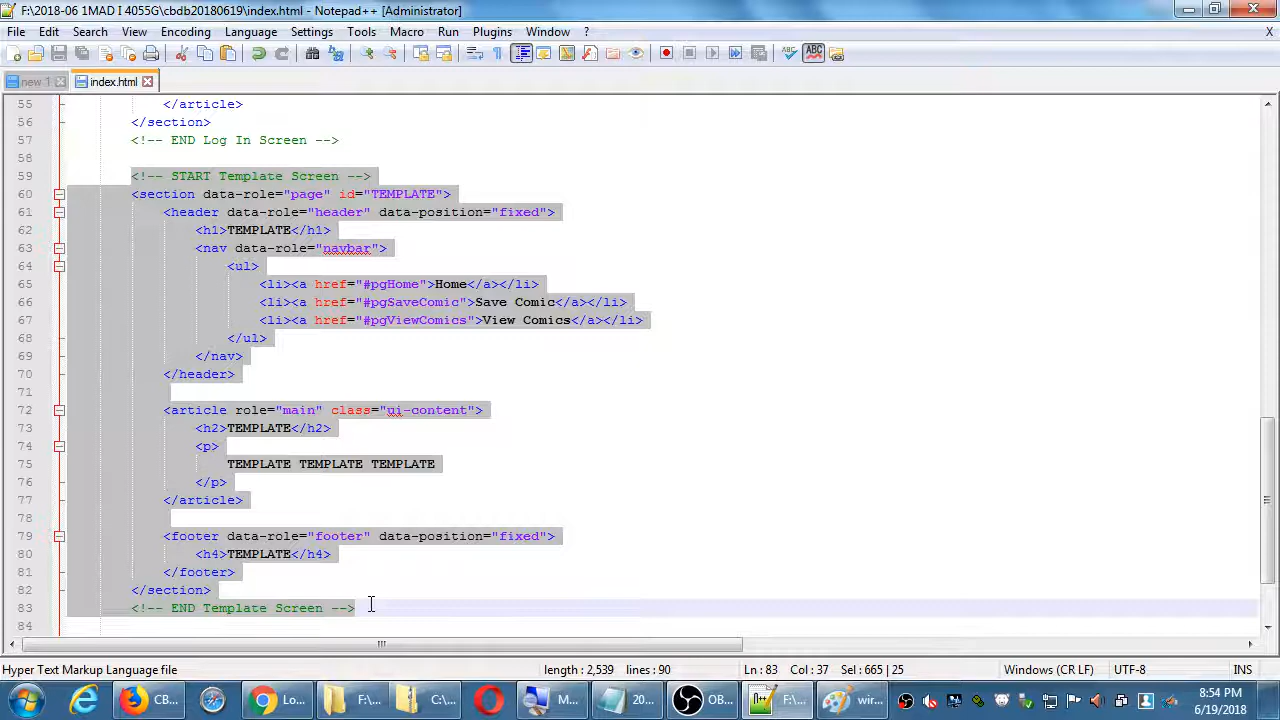 F:\2018-06 1MAD I 4055G\cbdb20180619\index.html - Notepad++ [Administrator]
File Edit Search View Encoding Language Settings Tools Macro Run Plugins Window ? X
new 1 index.html
55 </article>
56 </section>
57 <!-- END Log In Screen -->
58
59 <!-- START Template Screen -->
60 <section data-role="page" id="TEMPLATE">
61 <header data-role="header" data-position="fixed">
62 <h1>TEMPLATE</h1>
63 <nav data-role="navbar">
64 <ul>
65 <li><a href="#pgHome">Home</a></li>
66 <li><a href="#pgSaveComic">Save Comic</a></li>
67 <li><a href="#pgViewComics">View Comics</a></li>
68 </ul>
69 </nav>
70 </header>
71
72 <article role="main" class="ui-content">
73 <h2>TEMPLATE</h2>
74 <p>
75 TEMPLATE TEMPLATE TEMPLATE
76 </p>
77 </article>
78
79 <footer data-role="footer" data-position="fixed">
80 <h4>TEMPLATE</h4>
81 </footer>
82 </section>
83 <!-- END Template Screen -->
84
Hyper Text Markup Language file length : 2,539 lines : 90 Ln : 83 Col : 37 Sel : 665 | 25 Windows (CR LF) UTF-8 INS
CB... Lo... F:\... C:\... M... 20... OB... F:\... wir... 8:54 PM
6/19/2018